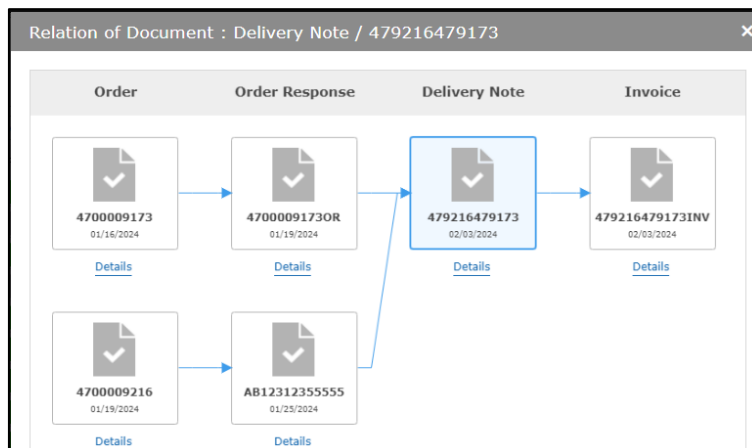 Relation of Document : Delivery Note / 479216479173 ×
Order Order Response Delivery Note Invoice
4700009173 4700009173OR 479216479173 479216479173INV
01/16/2024 01/19/2024 02/03/2024 02/03/2024
Details Details Details Details
4700009216 AB12312355555
01/19/2024 01/25/2024
Details Details